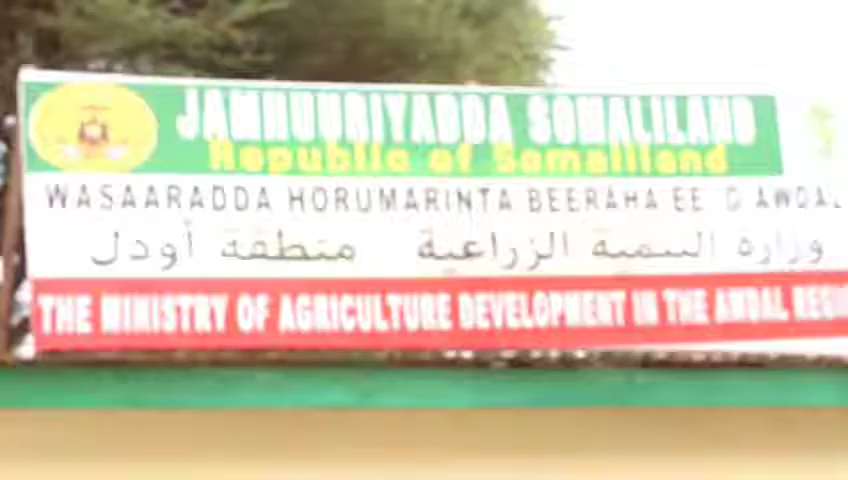 JAMHUURIYADDA SOMALILAND
Republic of Somaliland
WASAARADDA HORUMARINTA BEERAHA EE G AWDAL
وزارة التنمية الزراعية منطقة أودل
THE MINISTRY OF AGRICULTURE DEVELOPMENT IN THE AWDAL